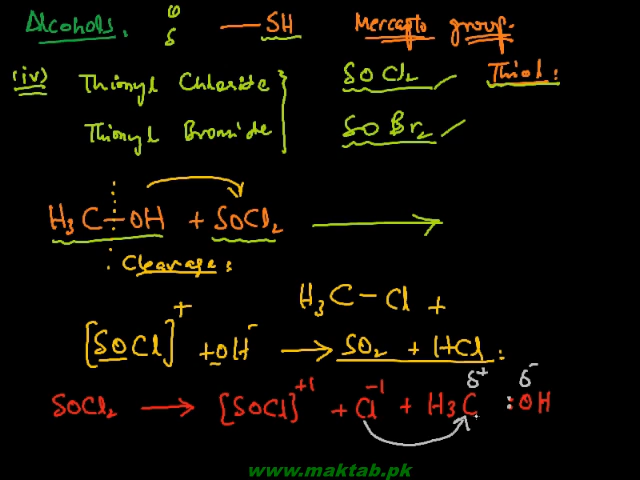 Alcohols. O —SH Mercapto group.
S
(iv) Thionyl Chloride } SOCl2 ✓ Thiol:
Thionyl Bromide SOBr2 ✓
H3C—OH + SOCl2 ⟶
: Cleavage:
H3C—Cl +
[SOCl]+ + OH- ⟶ SO2 + HCl:
δ+ δ-
SOCl2 ⟶ [SOCl]+1 + Cl-1 + H3C :OH
www.maktab.pk